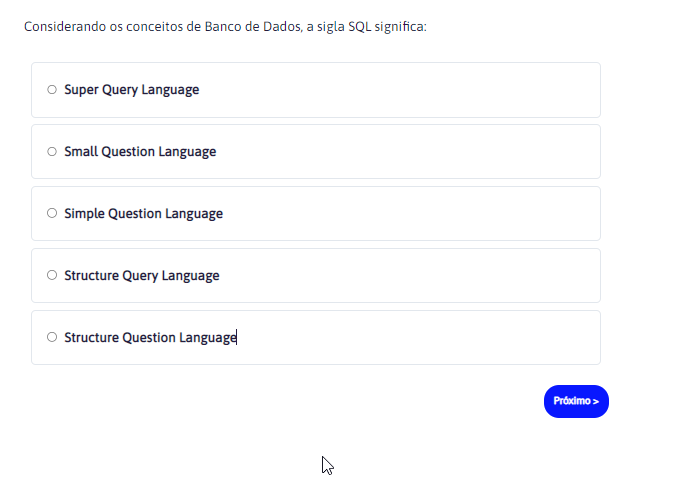 Considerando os conceitos de Banco de Dados, a sigla SQL significa:
Super Query Language
Small Question Language
Simple Question Language
Structure Query Language
Structure Question Language
Próximo >